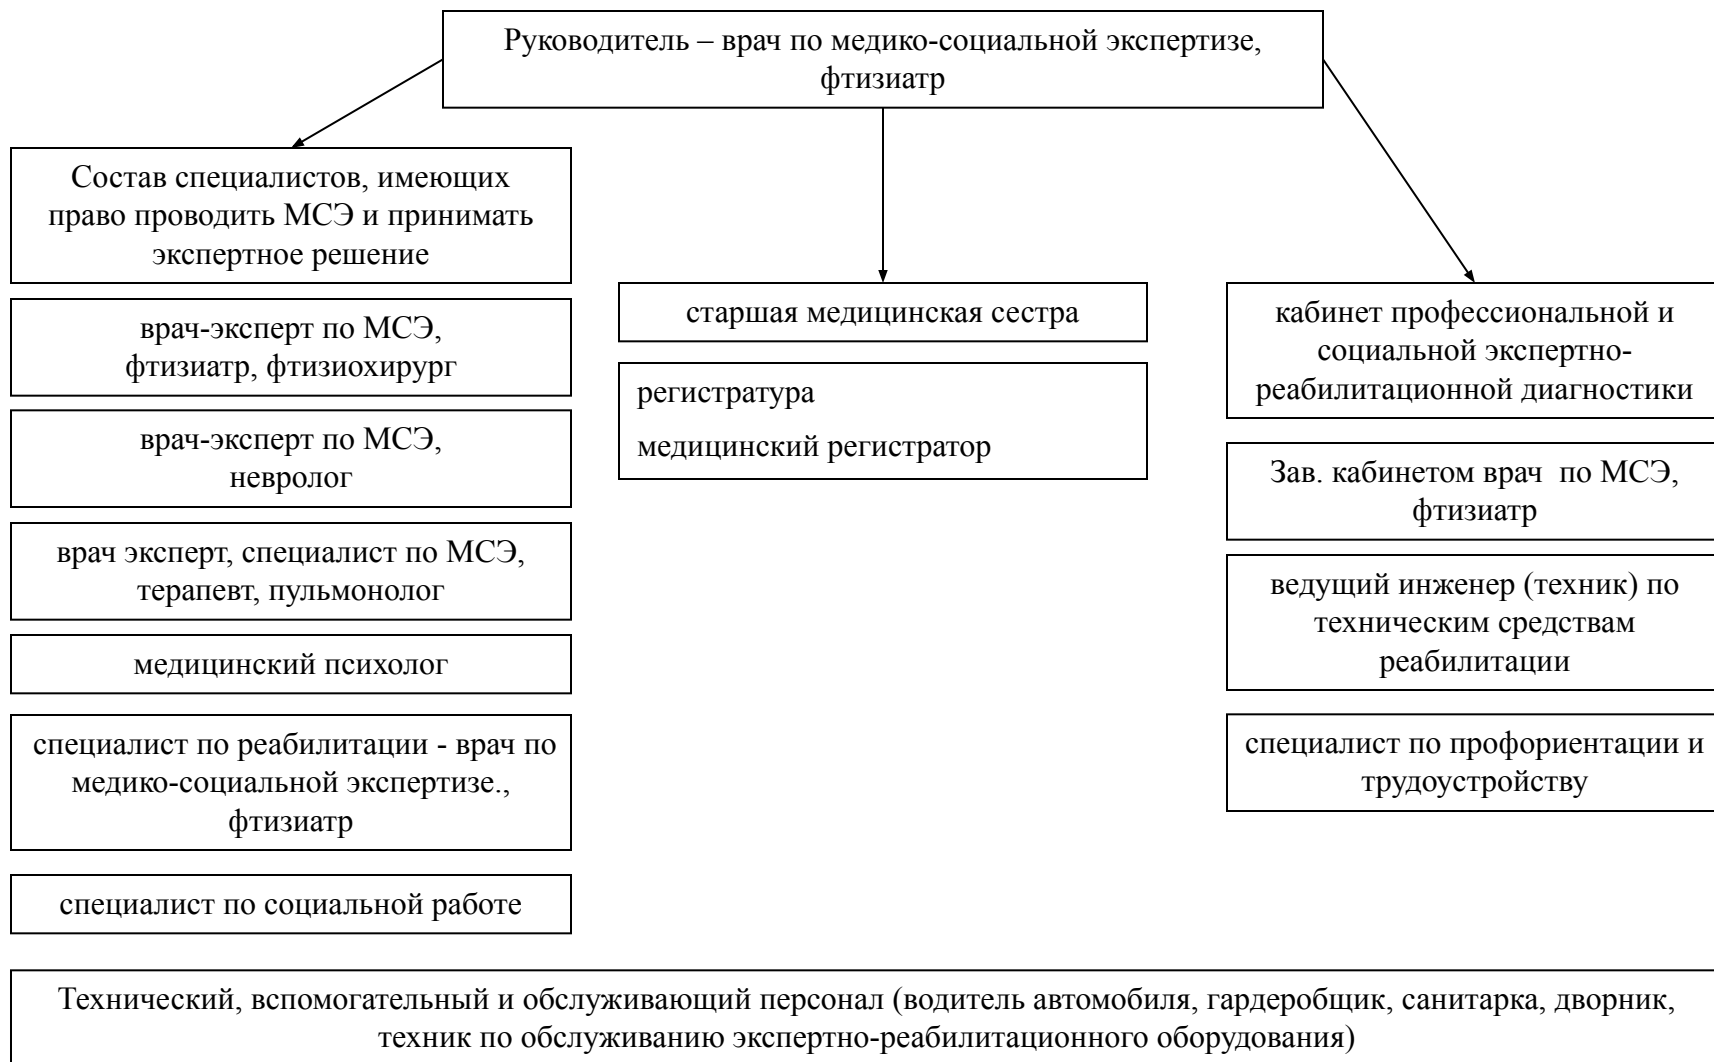 Руководитель – врач по медико-социальной экспертизе,
фтизиатр
Состав специалистов, имеющих
право проводить МСЭ и принимать
экспертное решение
врач-эксперт по МСЭ,
фтизиатр, фтизиохирург
врач-эксперт по МСЭ,
невролог
врач эксперт, специалист по МСЭ,
терапевт, пульмонолог
медицинский психолог
специалист по реабилитации - врач по
медико-социальной экспертизе.,
фтизиатр
специалист по социальной работе
старшая медицинская сестра
регистратура
медицинский регистратор
кабинет профессиональной и
социальной экспертно-
реабилитационной диагностики
Зав. кабинетом врач по МСЭ,
фтизиатр
ведущий инженер (техник) по
техническим средствам
реабилитации
специалист по профориентации и
трудоустройству
Технический, вспомогательный и обслуживающий персонал (водитель автомобиля, гардеробщик, санитарка, дворник,
техник по обслуживанию экспертно-реабилитационного оборудования)